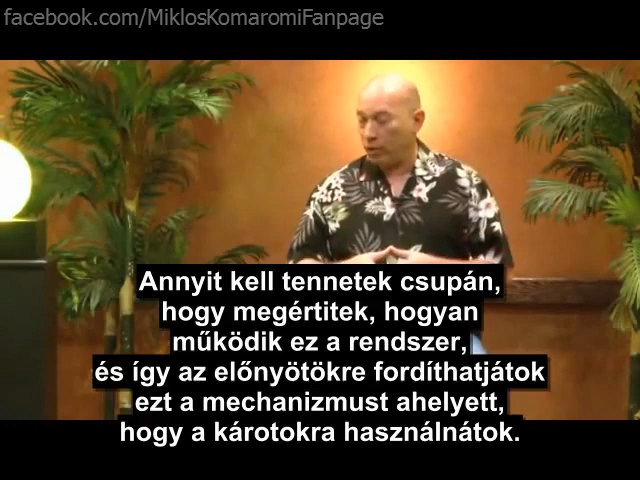 facebook.com/MiklosKomaromiFanpage
Annyit kell tennetek csupán,
hogy megértitek, hogyan
működik ez a rendszer,
és így az előnyötökre fordíthatjátok
ezt a mechanizmust ahelyett,
hogy a károtokra használnátok.